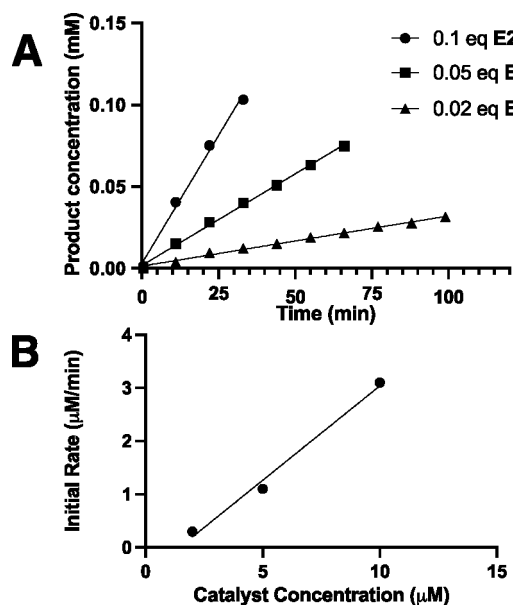 A
Product concentration (mM)
0.15
0.10
0.05
0.00
0
25
50
75
100
Time (min)
0.1 eq E2
0.05 eq E
0.02 eq E
B
Initial Rate (μM/min)
4
3
2
1
0
0
5
10
15
Catalyst Concentration (μM)